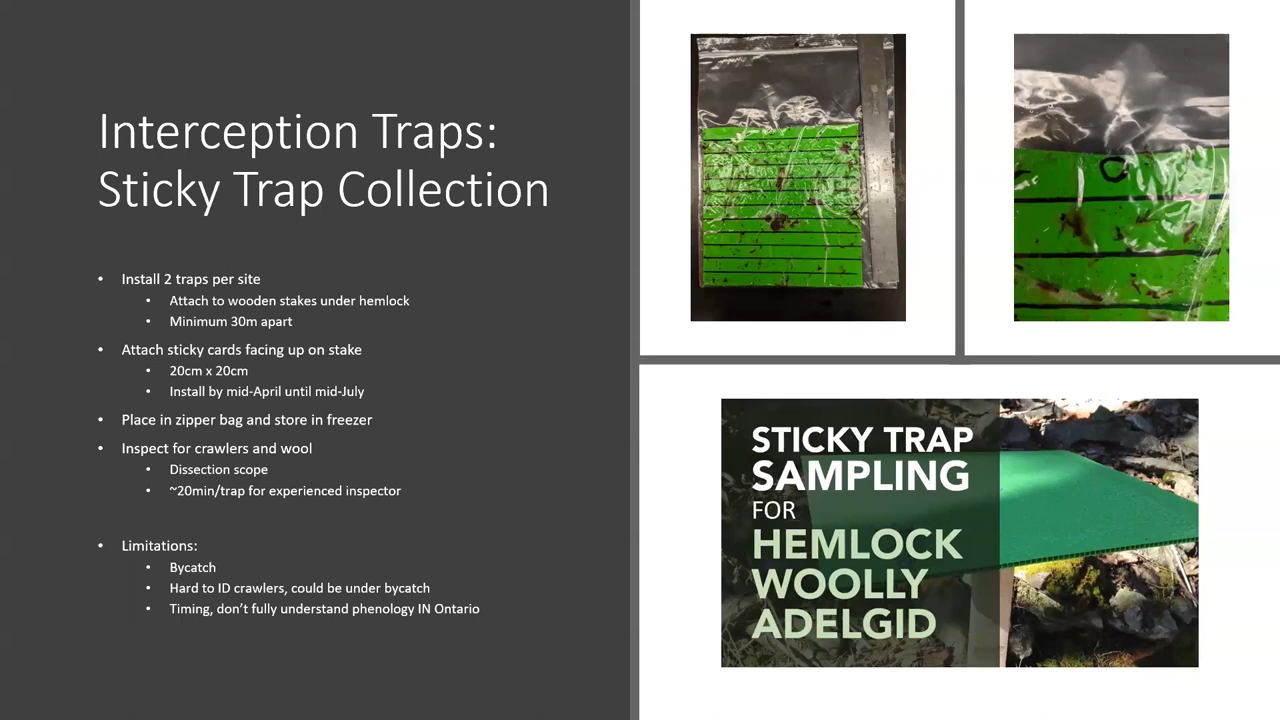 Interception Traps:
Sticky Trap Collection
• Install 2 traps per site
• Attach to wooden stakes under hemlock
• Minimum 30m apart
• Attach sticky cards facing up on stake
• 20cm x 20cm
• Install by mid-April until mid-July
• Place in zipper bag and store in freezer
• Inspect for crawlers and wool
• Dissection scope
• ~20min/trap for experienced inspector
• Limitations:
• Bycatch
• Hard to ID crawlers, could be under bycatch
• Timing, don't fully understand phenology IN Ontario
STICKY TRAP
SAMPLING
FOR
HEMLOCK
WOOLLY
ADELGID